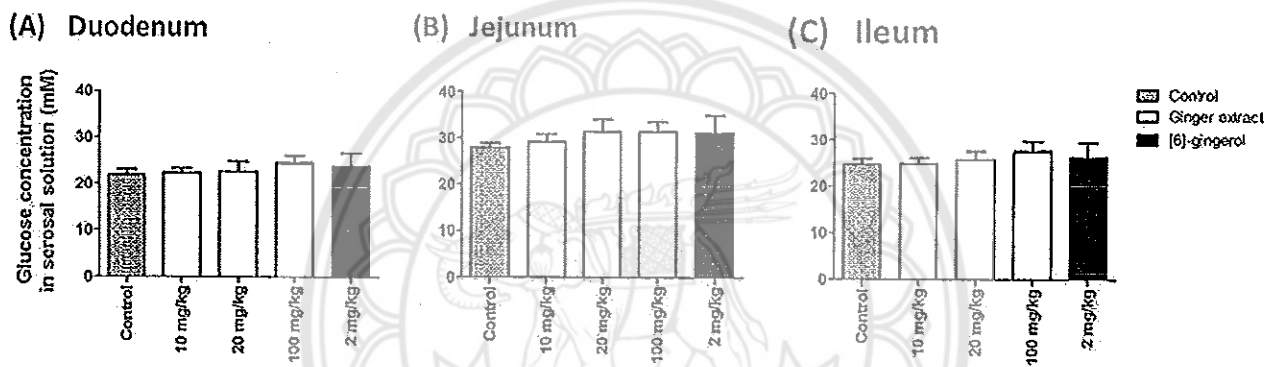 (A) Duodenum
(B) Jejunum
(C) Ileum
Glucose concentration
in serosal solution (mM)
40
30
20
10
0
Control
10 mg/kg
20 mg/kg
100 mg/kg
2 mg/kg
40
30
20
10
0
Control
10 mg/kg
20 mg/kg
100 mg/kg
2 mg/kg
40
30
20
10
0
Control
10 mg/kg
20 mg/kg
100 mg/kg
2 mg/kg
Control
Ginger extract
[6]-gingerol